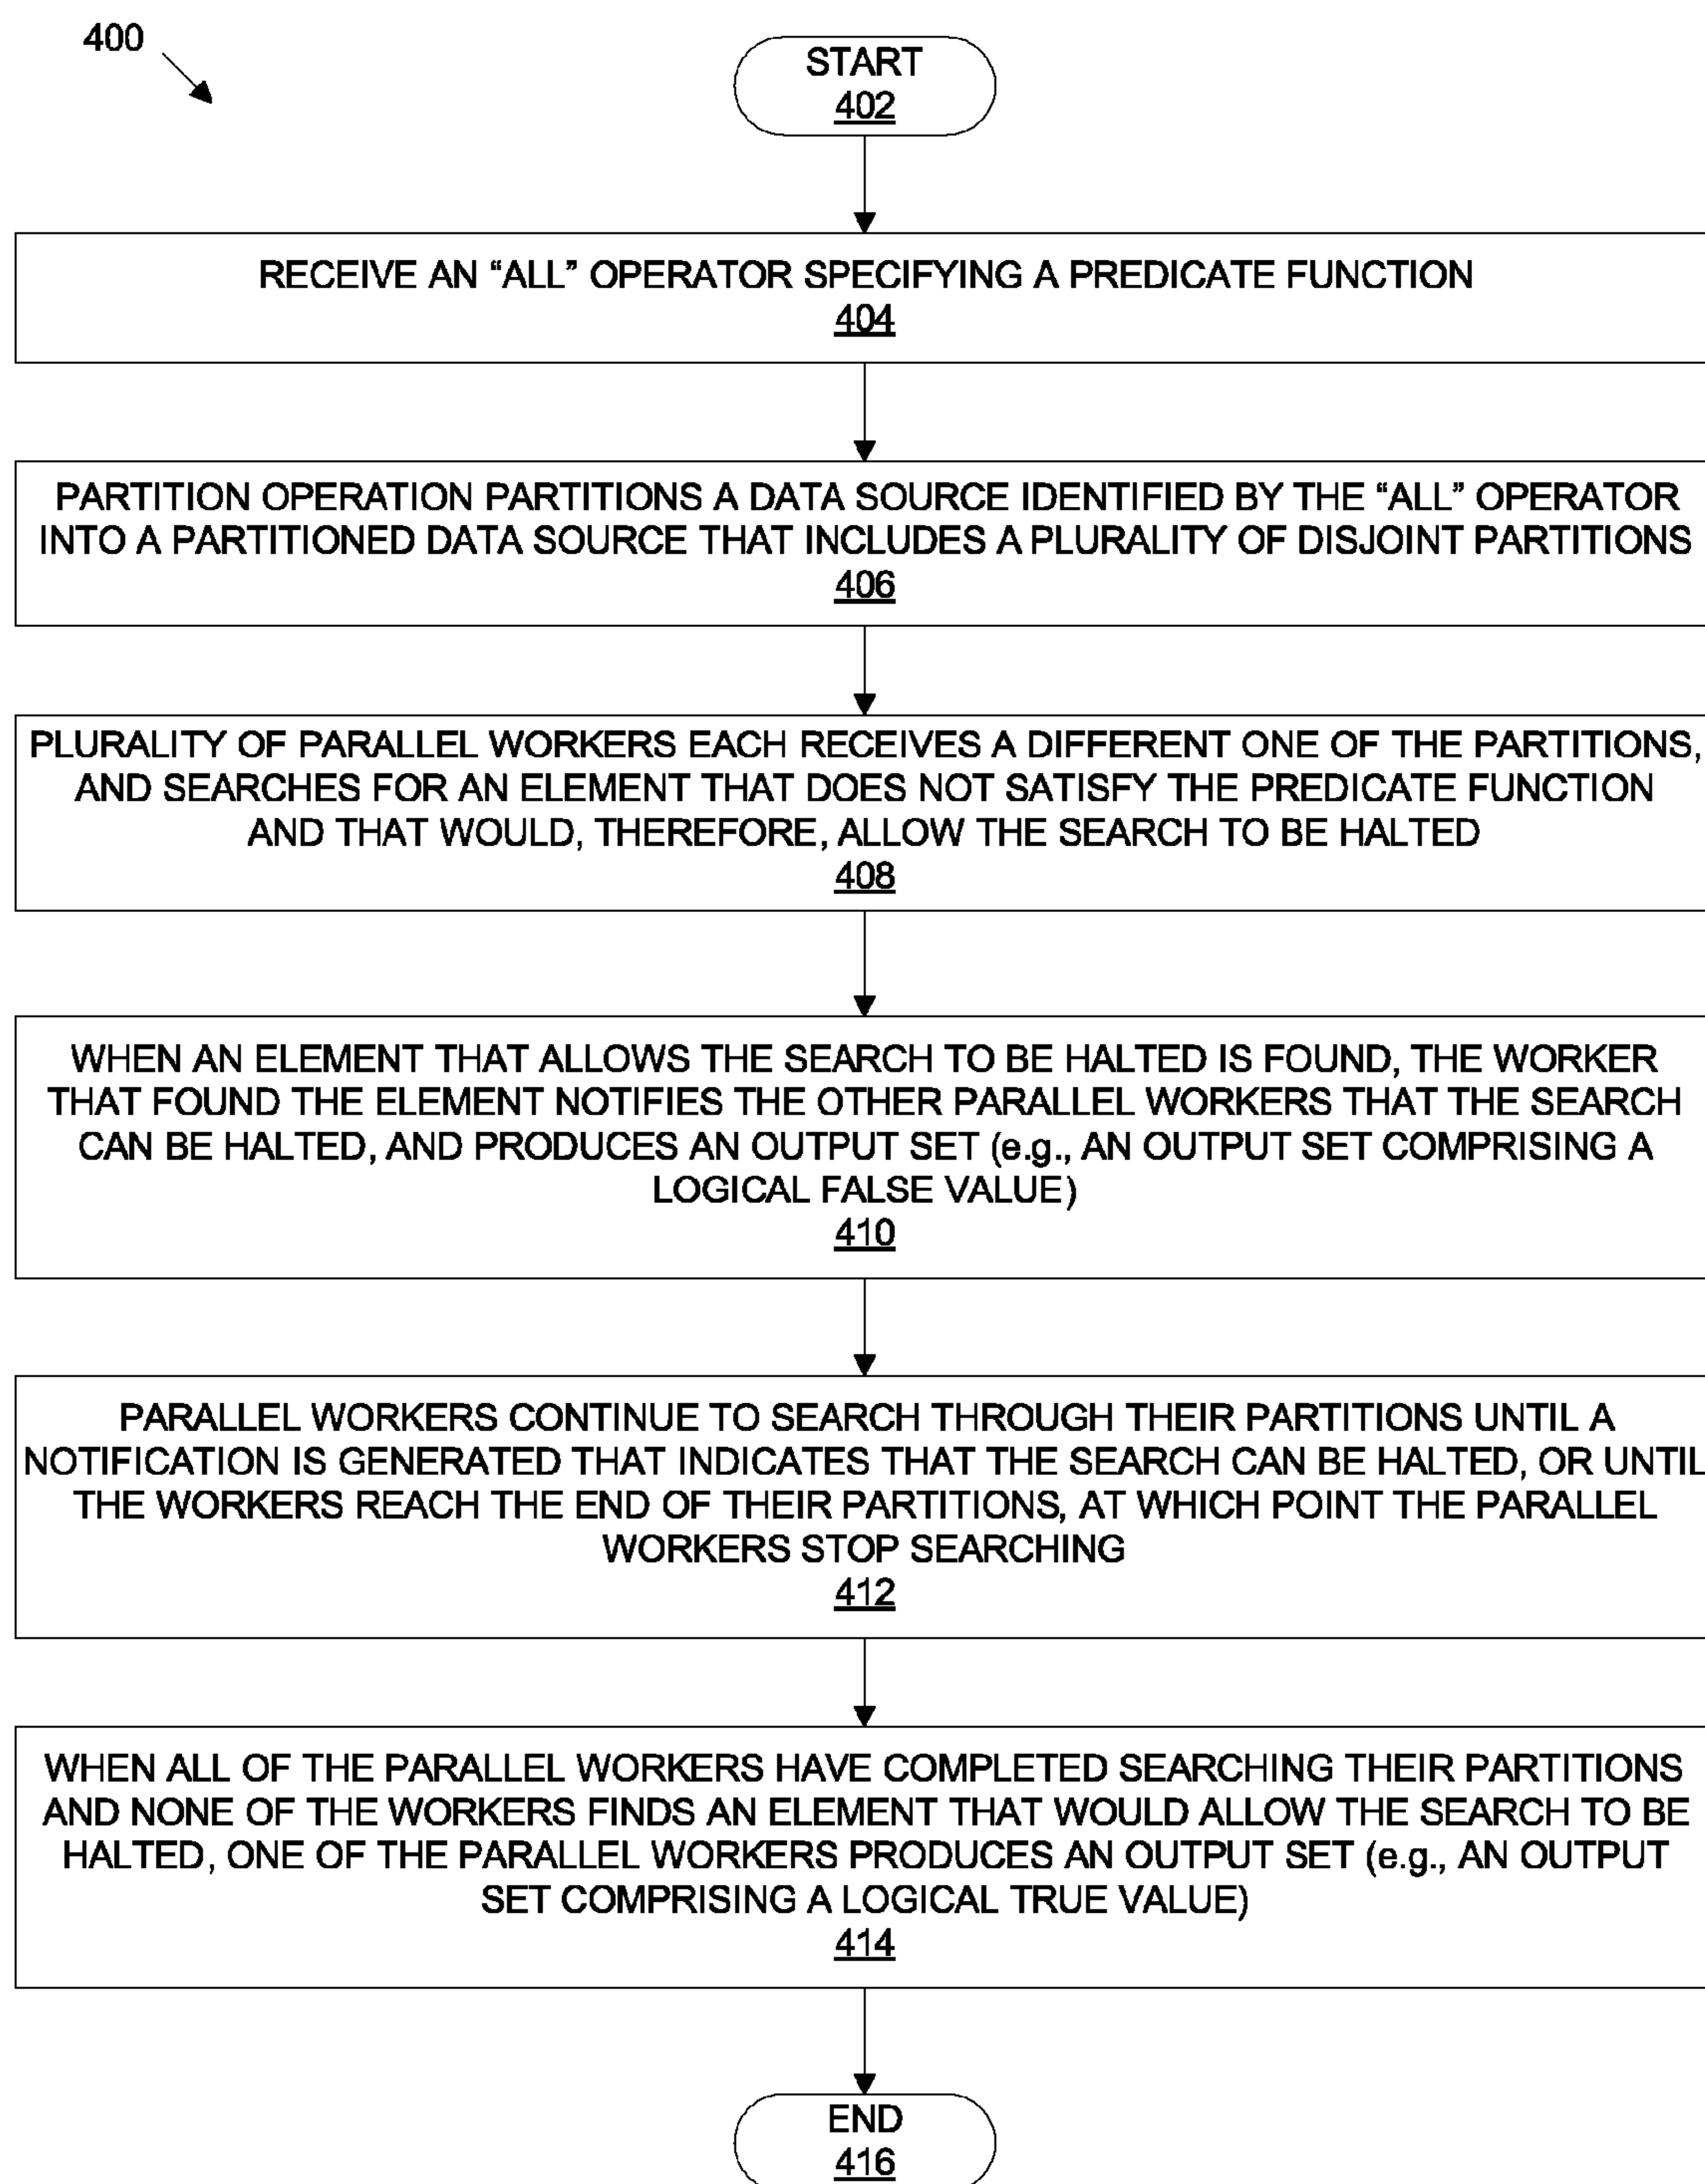 400
START
402
RECEIVE AN “ALL” OPERATOR SPECIFYING A PREDICATE FUNCTION
404
PARTITION OPERATION PARTITIONS A DATA SOURCE IDENTIFIED BY THE “ALL” OPERATOR
INTO A PARTITIONED DATA SOURCE THAT INCLUDES A PLURALITY OF DISJOINT PARTITIONS
406
PLURALITY OF PARALLEL WORKERS EACH RECEIVES A DIFFERENT ONE OF THE PARTITIONS,
AND SEARCHES FOR AN ELEMENT THAT DOES NOT SATISFY THE PREDICATE FUNCTION
AND THAT WOULD, THEREFORE, ALLOW THE SEARCH TO BE HALTED
408
WHEN AN ELEMENT THAT ALLOWS THE SEARCH TO BE HALTED IS FOUND, THE WORKER
THAT FOUND THE ELEMENT NOTIFIES THE OTHER PARALLEL WORKERS THAT THE SEARCH
CAN BE HALTED, AND PRODUCES AN OUTPUT SET (e.g., AN OUTPUT SET COMPRISING A
LOGICAL FALSE VALUE)
410
PARALLEL WORKERS CONTINUE TO SEARCH THROUGH THEIR PARTITIONS UNTIL A
NOTIFICATION IS GENERATED THAT INDICATES THAT THE SEARCH CAN BE HALTED, OR UNTIL
THE WORKERS REACH THE END OF THEIR PARTITIONS, AT WHICH POINT THE PARALLEL
WORKERS STOP SEARCHING
412
WHEN ALL OF THE PARALLEL WORKERS HAVE COMPLETED SEARCHING THEIR PARTITIONS
AND NONE OF THE WORKERS FINDS AN ELEMENT THAT WOULD ALLOW THE SEARCH TO BE
HALTED, ONE OF THE PARALLEL WORKERS PRODUCES AN OUTPUT SET (e.g., AN OUTPUT
SET COMPRISING A LOGICAL TRUE VALUE)
414
END
416